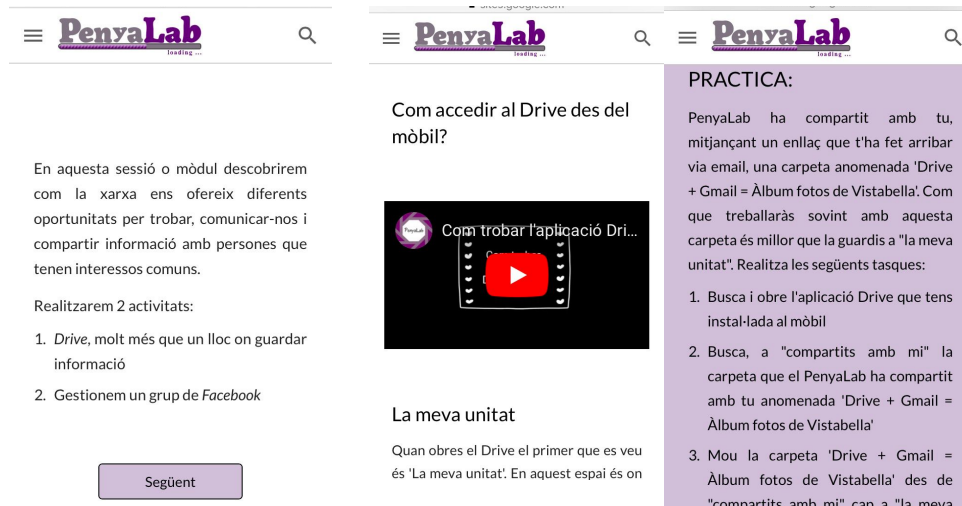 PenyaLab
loading ...
En aquesta sessió o mòdul descobrirem
com la xarxa ens ofereix diferents
oportunitats per trobar, comunicar-nos i
compartir informació amb persones que
tenen interessos comuns.
Realitzarem 2 activitats:
1. Drive, molt més que un lloc on guardar
informació
2. Gestionem un grup de Facebook
Següent
sites.google.com
PenyaLab
loading ...
Com accedir al Drive des del
mòbil?
PenyaLab
Com trobar l'aplicació Dri...
La meva unitat
Quan obres el Drive el primer que es veu
és 'La meva unitat'. En aquest espai és on
PenyaLab
loading ...
PRACTICA:
PenyaLab ha compartit amb tu,
mitjançant un enllaç que t'ha fet arribar
via email, una carpeta anomenada 'Drive
+ Gmail = Àlbum fotos de Vistabella'. Com
que treballaràs sovint amb aquesta
carpeta és millor que la guardis a "la meva
unitat". Realitza les següents tasques:
1. Busca i obre l'aplicació Drive que tens
instal·lada al mòbil
2. Busca, a "compartits amb mi" la
carpeta que el PenyaLab ha compartit
amb tu anomenada 'Drive + Gmail =
Àlbum fotos de Vistabella'
3. Mou la carpeta 'Drive + Gmail =
Àlbum fotos de Vistabella' des de
"compartits amb mi" cap a "la meva